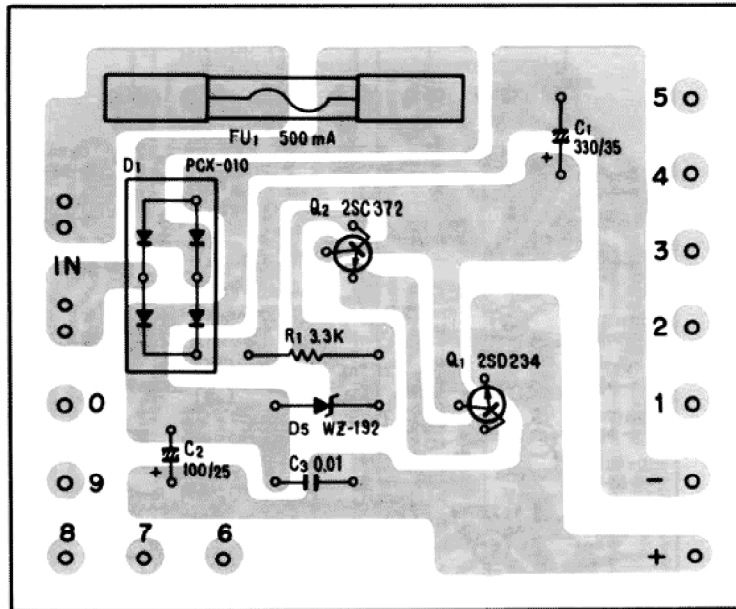 FU1 500mA
5
C1
330/35
+
D1 PCX-010
4
Q2 2SC372
IN
3
2
R1 3.3K
Q1 2SD234
0
D5 WZ-192
1
C2
100/25
+
C3 0.01
9
-
8 7 6
+